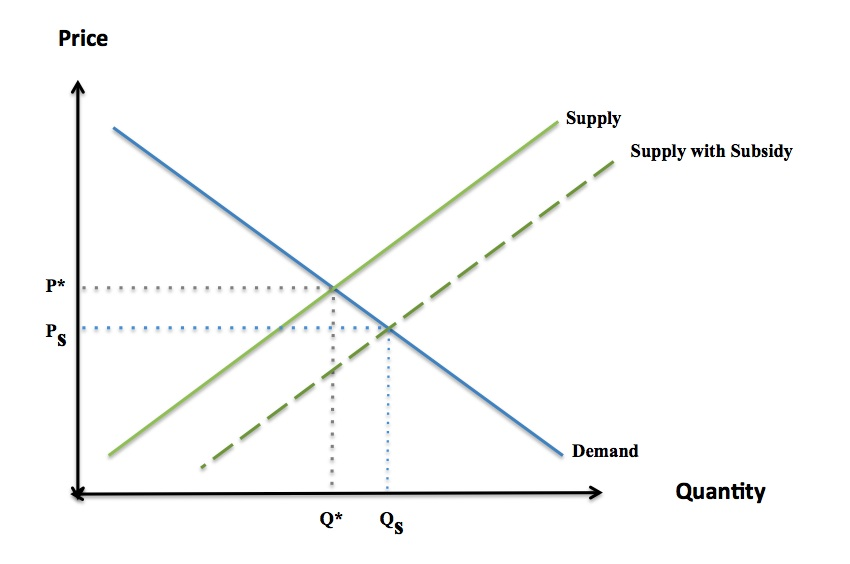 Price
Supply
Supply with Subsidy
P*
Ps
Demand
Quantity
Q*
Qs